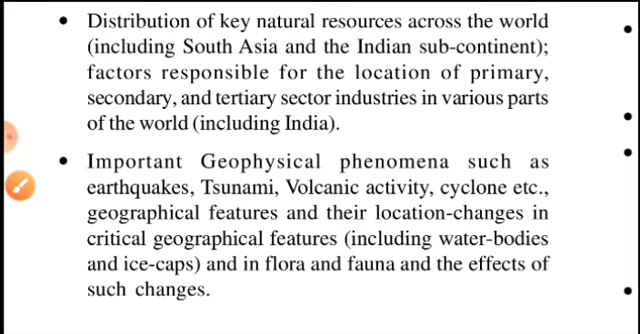 • Distribution of key natural resources across the world
(including South Asia and the Indian sub-continent);
factors responsible for the location of primary,
secondary, and tertiary sector industries in various parts
of the world (including India).
• Important Geophysical phenomena such as
earthquakes, Tsunami, Volcanic activity, cyclone etc.,
geographical features and their location-changes in
critical geographical features (including water-bodies
and ice-caps) and in flora and fauna and the effects of
such changes.